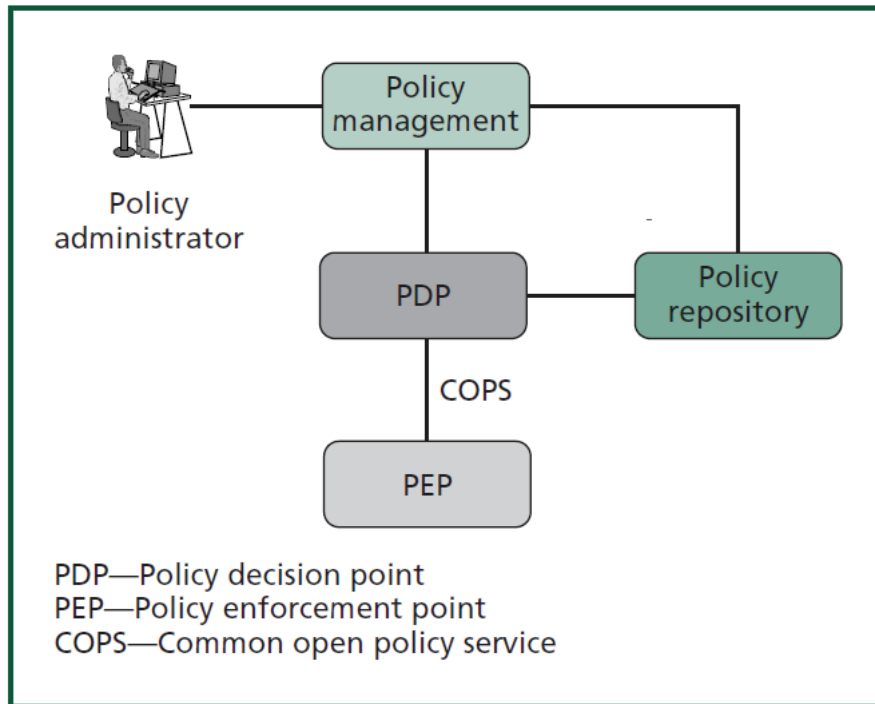 Policy
management
Policy
administrator
PDP
Policy
repository
COPS
PEP
PDP—Policy decision point
PEP—Policy enforcement point
COPS—Common open policy service